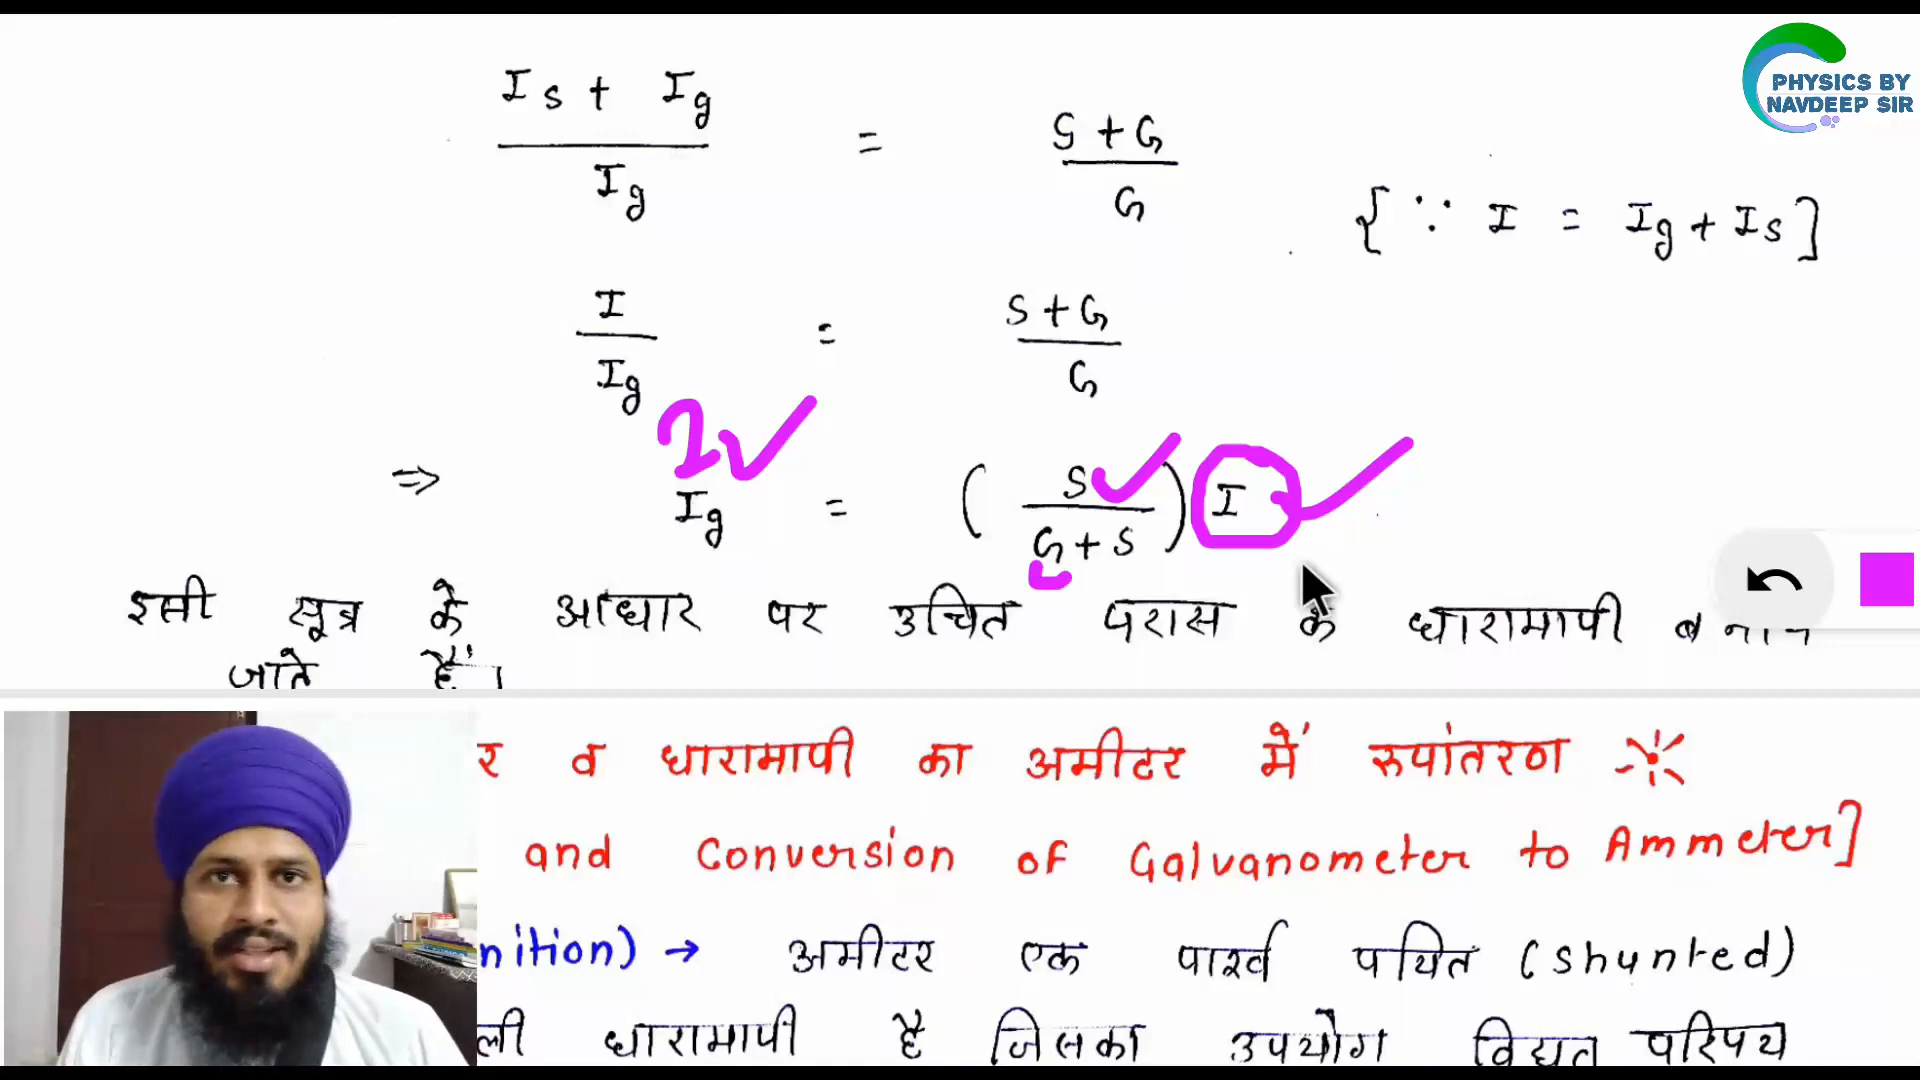 PHYSICS BY
NAVDEEP SIR
Is + Ig / Ig = S + G / G
{ ∵ I = Ig + Is ]
I / Ig = S + G / G
2
⇒ Ig = ( S / G + S ) I
इसी सूत्र के आधार पर उचित परास के धारामापी
जाते हैं।
र व धारामापी का अमीटर में रूपांतरण
and Conversion of Galvanometer to Ammeter]
nition) → अमीटर एक पार्श्व पथित (Shunted)
ली धारामापी है जिसका उपयोग विद्युत परिपथ